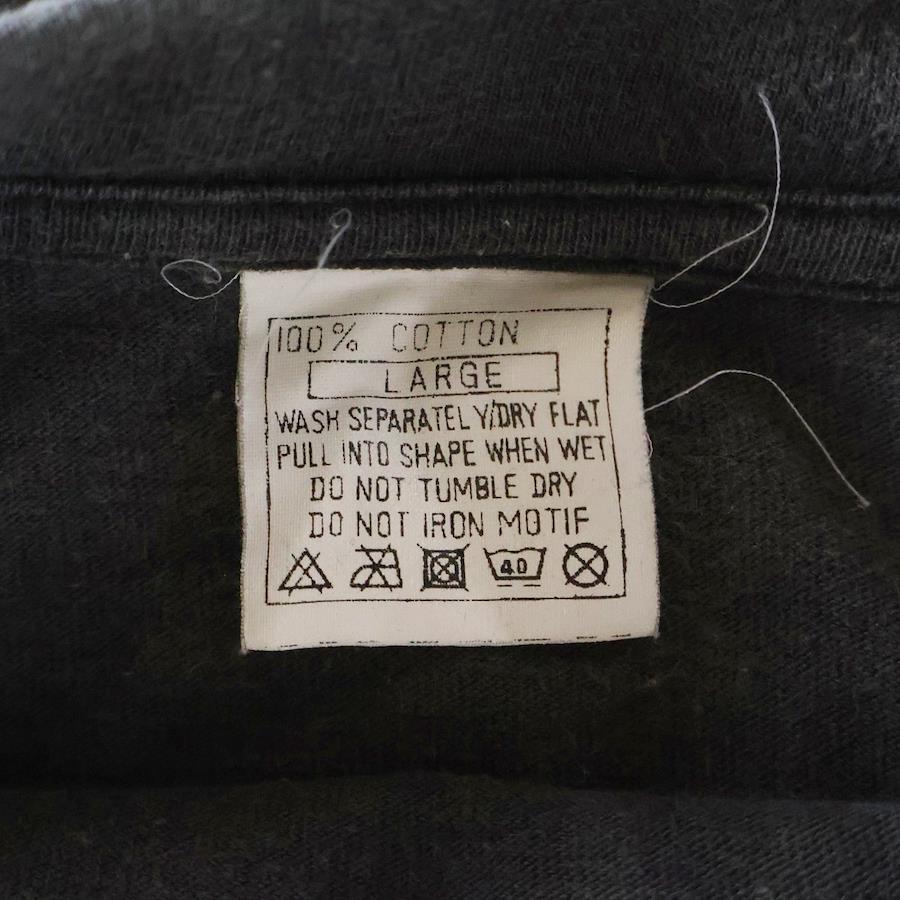 100% COTTON
LARGE
WASH SEPARATELY/DRY FLAT
PULL INTO SHAPE WHEN WET
DO NOT TUMBLE DRY
DO NOT IRON MOTIF
40